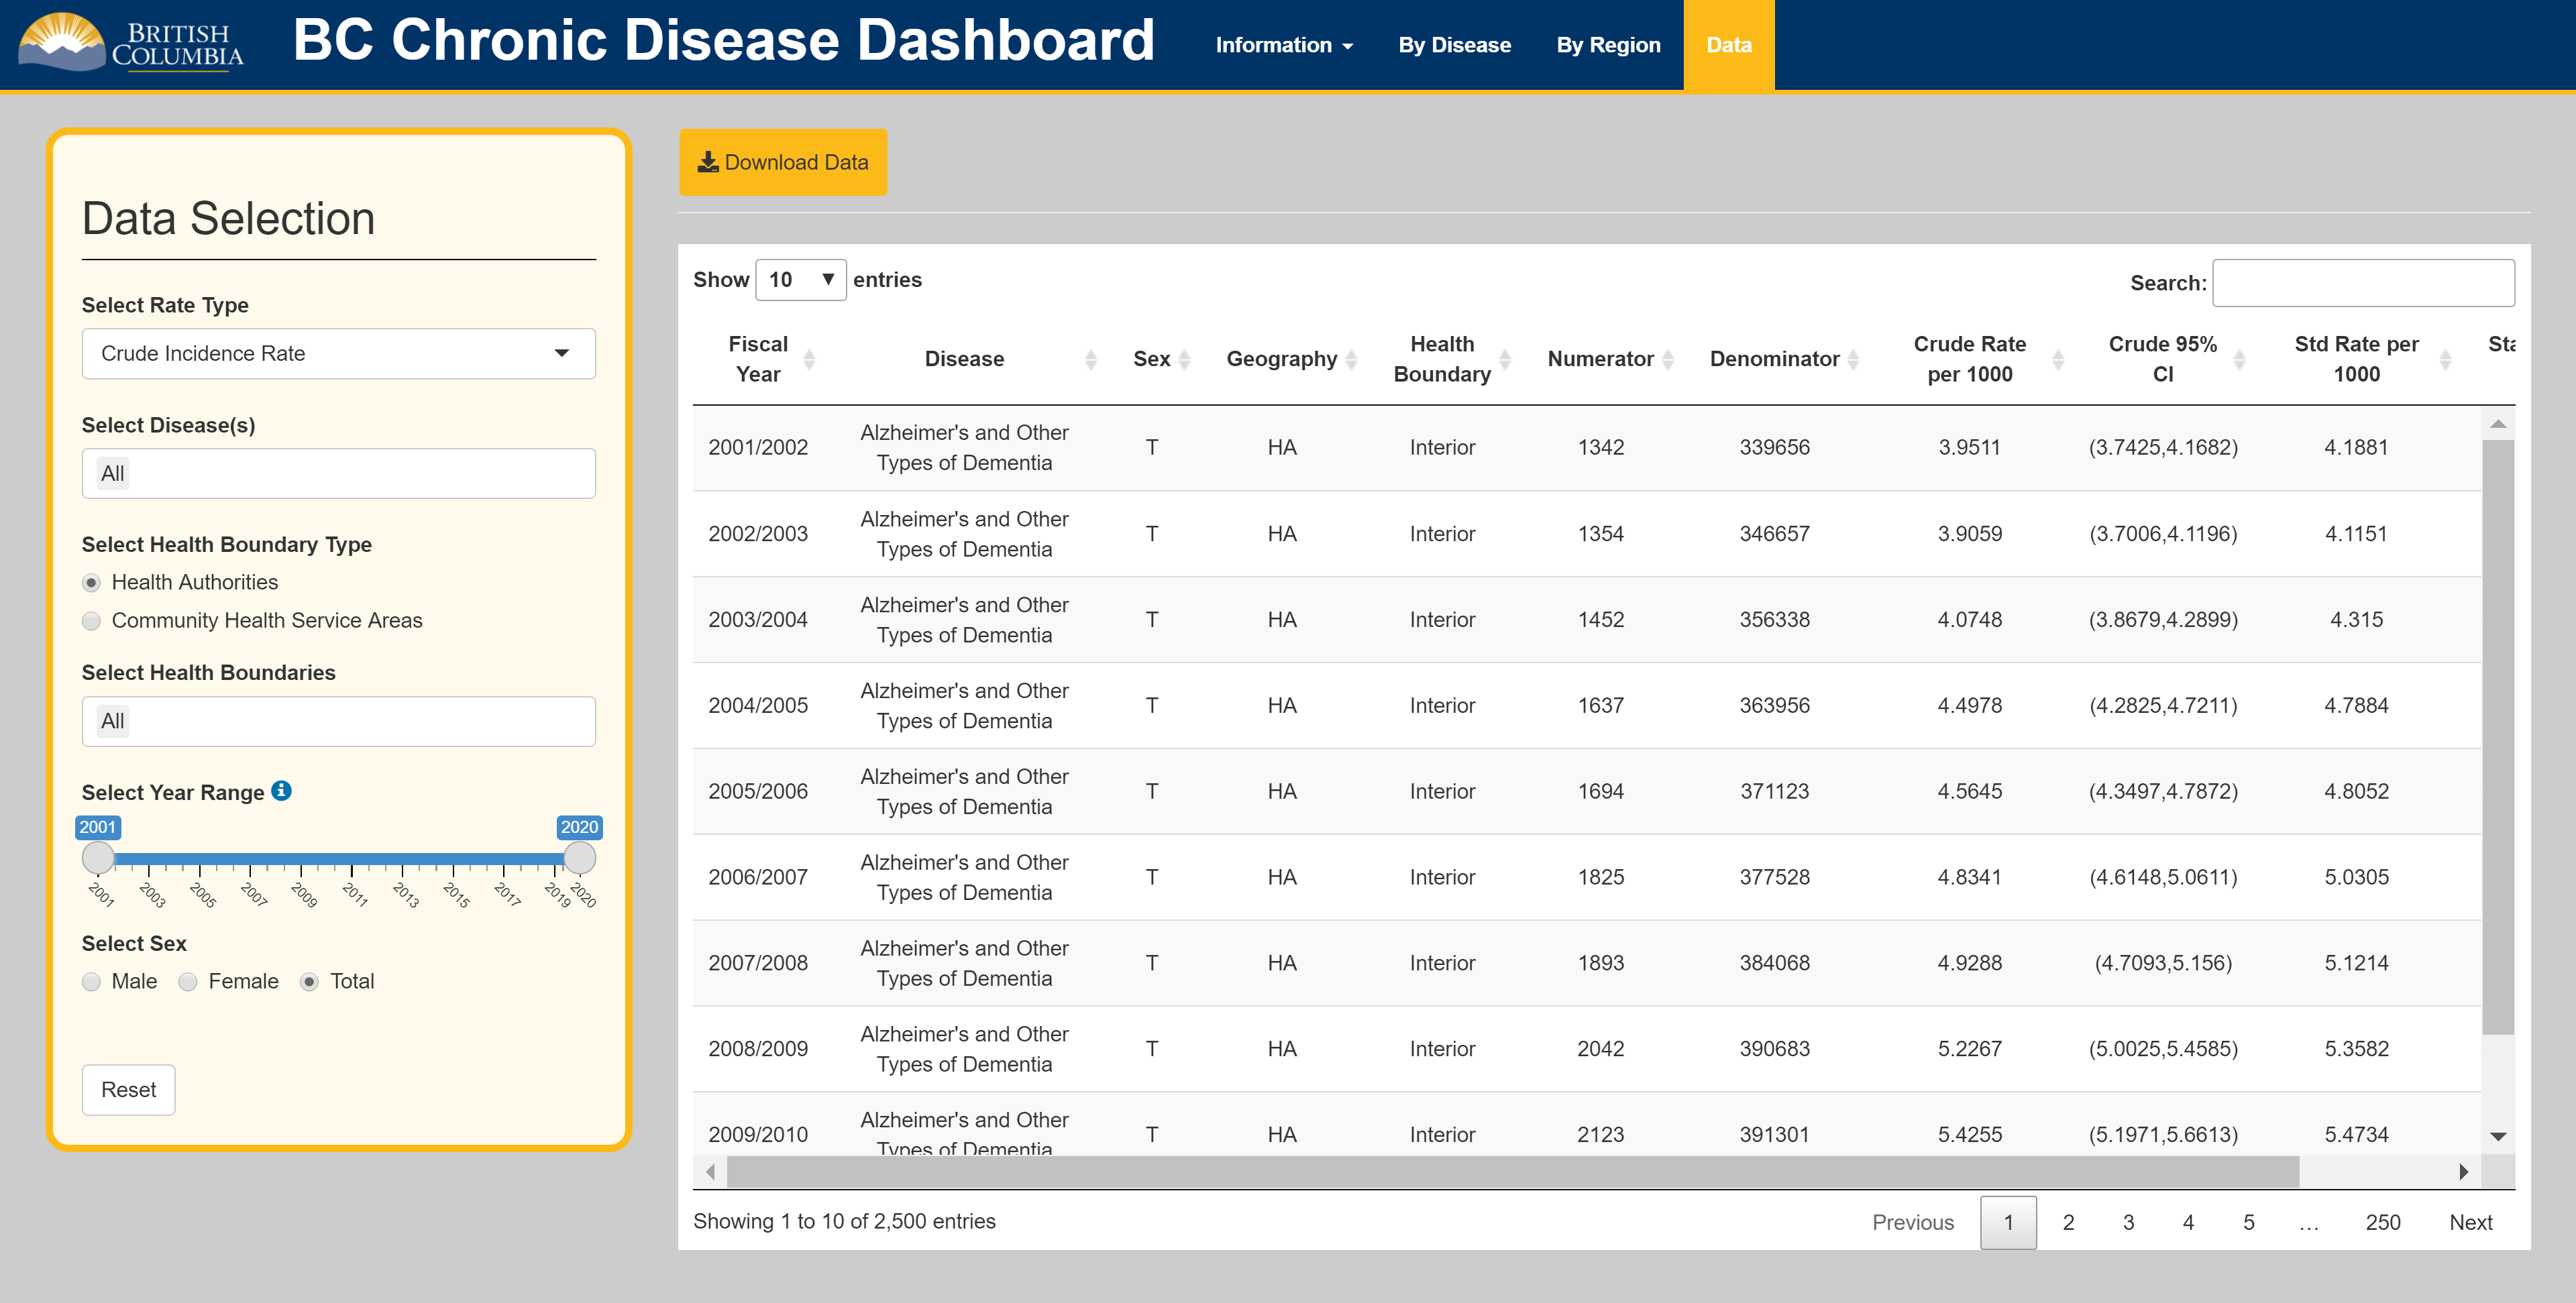 BRITISH
COLUMBIA
BC Chronic Disease Dashboard
Information
By Disease
By Region
Data
Data Selection
Select Rate Type
Crude Incidence Rate
Select Disease(s)
All
Select Health Boundary Type
Health Authorities
Community Health Service Areas
Select Health Boundaries
All
Select Year Range
2001 2020
2001 2003 2005 2007 2009 2011 2013 2015 2017 2019 2020
Select Sex
Male Female Total
Reset
Download Data
Show 10 entries
Search:
Fiscal Year Disease Sex Geography Health Boundary Numerator Denominator Crude Rate per 1000 Crude 95% CI Std Rate per 1000 Sta
2001/2002 Alzheimer's and Other Types of Dementia T HA Interior 1342 339656 3.9511 (3.7425,4.1682) 4.1881
2002/2003 Alzheimer's and Other Types of Dementia T HA Interior 1354 346657 3.9059 (3.7006,4.1196) 4.1151
2003/2004 Alzheimer's and Other Types of Dementia T HA Interior 1452 356338 4.0748 (3.8679,4.2899) 4.315
2004/2005 Alzheimer's and Other Types of Dementia T HA Interior 1637 363956 4.4978 (4.2825,4.7211) 4.7884
2005/2006 Alzheimer's and Other Types of Dementia T HA Interior 1694 371123 4.5645 (4.3497,4.7872) 4.8052
2006/2007 Alzheimer's and Other Types of Dementia T HA Interior 1825 377528 4.8341 (4.6148,5.0611) 5.0305
2007/2008 Alzheimer's and Other Types of Dementia T HA Interior 1893 384068 4.9288 (4.7093,5.156) 5.1214
2008/2009 Alzheimer's and Other Types of Dementia T HA Interior 2042 390683 5.2267 (5.0025,5.4585) 5.3582
2009/2010 Alzheimer's and Other Types of Dementia T HA Interior 2123 391301 5.4255 (5.1971,5.6613) 5.4734
Showing 1 to 10 of 2,500 entries
Previous 1 2 3 4 5 … 250 Next